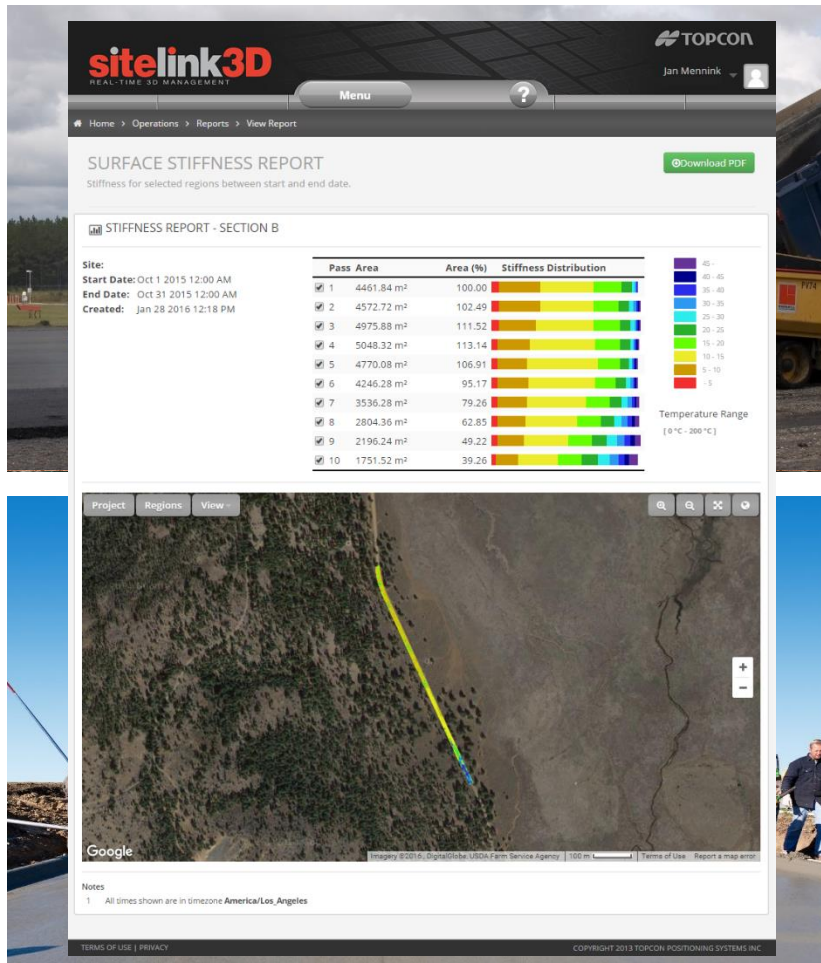 TOPCON
sitelink3D
REAL-TIME 3D MANAGEMENT
Jan Mennink
Menu
?
Home > Operations > Reports > View Report
SURFACE STIFFNESS REPORT
Download PDF
Stiffness for selected regions between start and end date.
STIFFNESS REPORT - SECTION B
Site:
Start Date: Oct 1 2015 12:00 AM
End Date: Oct 31 2015 12:00 AM
Created: Jan 28 2016 12:18 PM
Pass Area Area (%) Stiffness Distribution
1 4461.84 m² 100.00
2 4572.72 m² 102.49
3 4975.88 m² 111.52
4 5048.32 m² 113.14
5 4770.08 m² 106.91
6 4246.28 m² 95.17
7 3536.28 m² 79.26
8 2804.36 m² 62.85
9 2196.24 m² 49.22
10 1751.52 m² 39.26
45 -
40 - 45
35 - 40
30 - 35
25 - 30
20 - 25
15 - 20
10 - 15
5 - 10
- 5
Temperature Range
[ 0 °C - 200 °C ]
Project
Regions
View
+
−
Google
Imagery ©2016, DigitalGlobe, USDA Farm Service Agency
100 m
Terms of Use
Report a map error
Notes
1 All times shown are in timezone America/Los_Angeles
TERMS OF USE | PRIVACY
COPYRIGHT 2013 TOPCON POSITIONING SYSTEMS INC